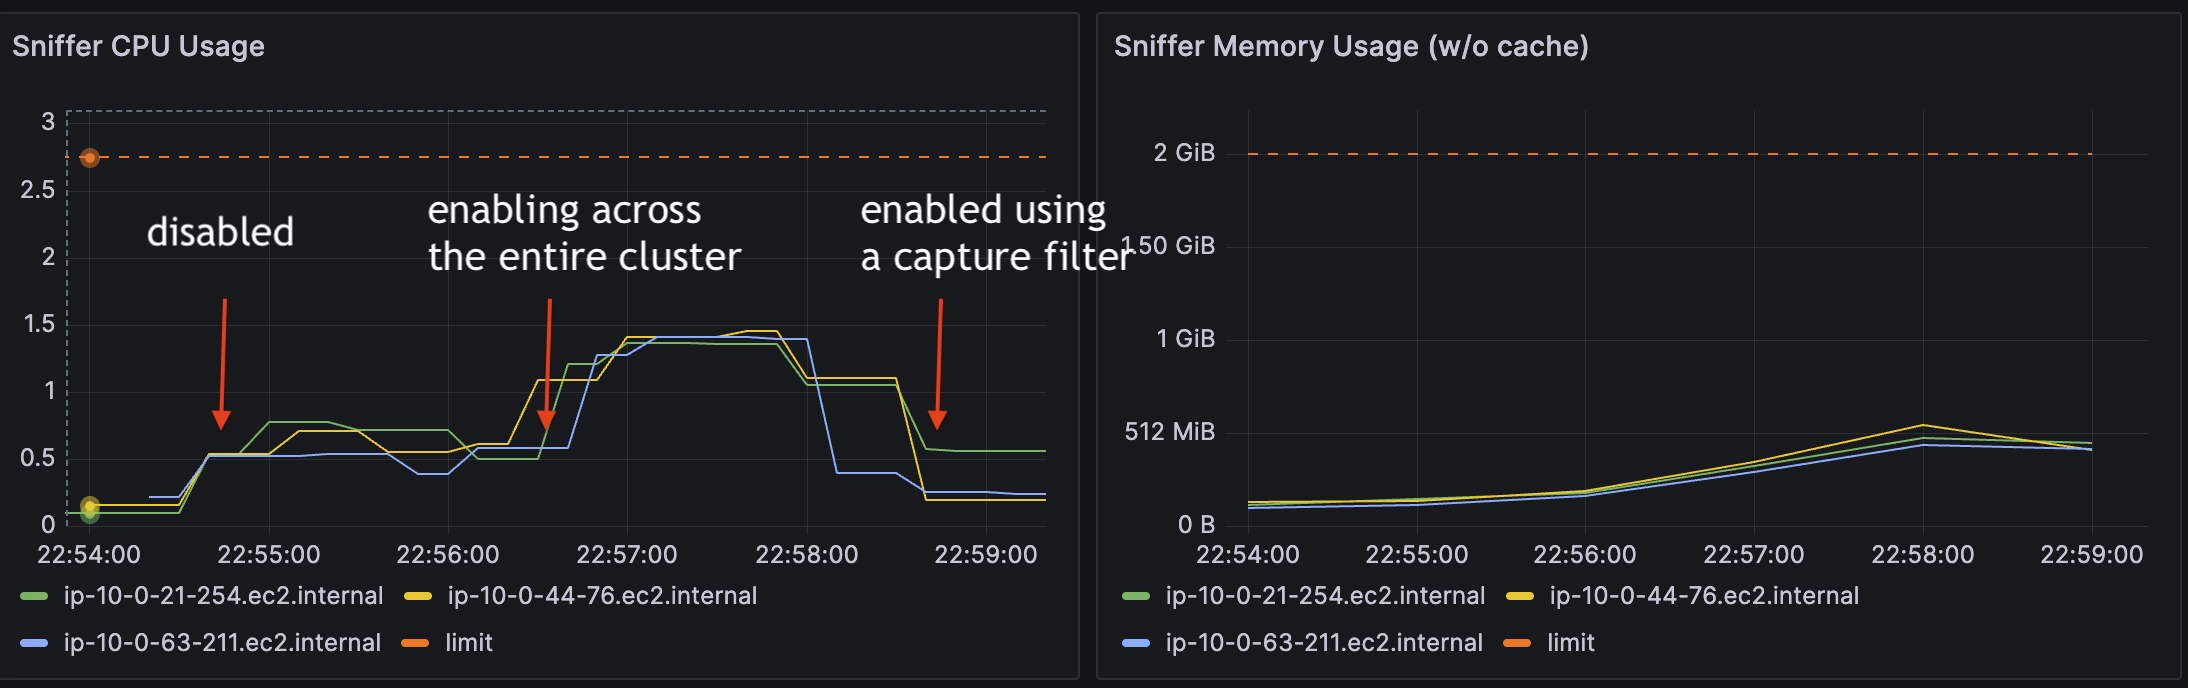 Sniffer CPU Usage
3
2.5
2
1.5
1
0.5
0
disabled
enabling across
the entire cluster
enabled using
a capture filter
22:54:00 22:55:00 22:56:00 22:57:00 22:58:00 22:59:00
ip-10-0-21-254.ec2.internal ip-10-0-44-76.ec2.internal
ip-10-0-63-211.ec2.internal limit
Sniffer Memory Usage (w/o cache)
2 GiB
1.50 GiB
1 GiB
512 MiB
0 B
22:54:00 22:55:00 22:56:00 22:57:00 22:58:00 22:59:00
ip-10-0-21-254.ec2.internal ip-10-0-44-76.ec2.internal
ip-10-0-63-211.ec2.internal limit